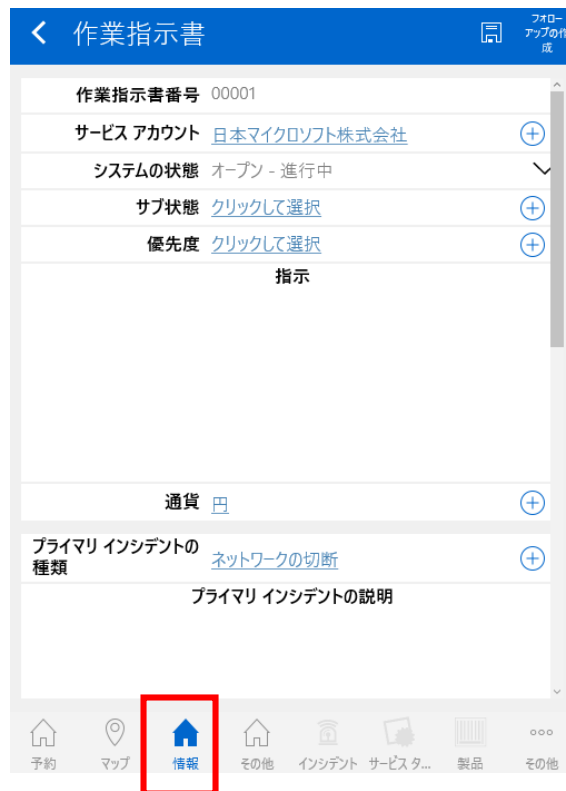 作業指示書
フォロー
アップの作
成
作業指示書番号 00001
サービス アカウント 日本マイクロソフト株式会社
システムの状態 オープン - 進行中
サブ状態 クリックして選択
優先度 クリックして選択
指示
通貨 円
プライマリ インシデントの
種類 ネットワークの切断
プライマリ インシデントの説明
予約 マップ 情報 その他 インシデント サービス タ... 製品 その他